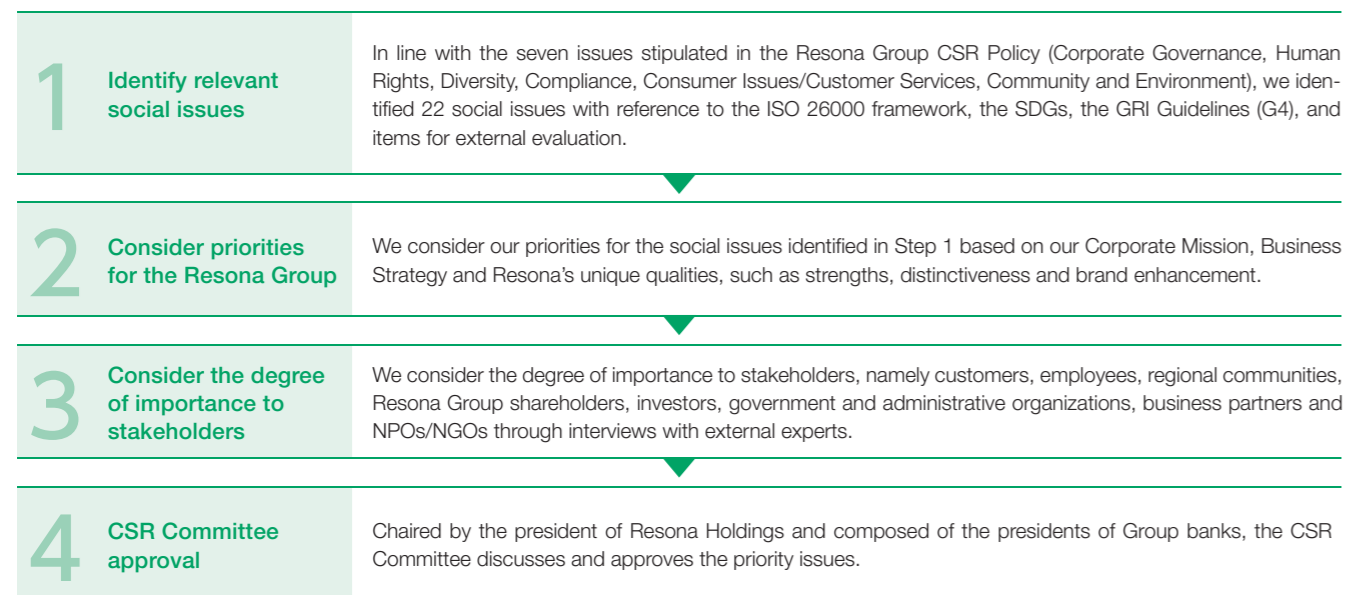 1
Identify relevant
social issues
In line with the seven issues stipulated in the Resona Group CSR Policy (Corporate Governance, Human
Rights, Diversity, Compliance, Consumer Issues/Customer Services, Community and Environment), we iden-
tified 22 social issues with reference to the ISO 26000 framework, the SDGs, the GRI Guidelines (G4), and
items for external evaluation.
2
Consider priorities
for the Resona Group
We consider our priorities for the social issues identified in Step 1 based on our Corporate Mission, Business
Strategy and Resona's unique qualities, such as strengths, distinctiveness and brand enhancement.
3
Consider the degree
of importance to
stakeholders
We consider the degree of importance to stakeholders, namely customers, employees, regional communities,
Resona Group shareholders, investors, government and administrative organizations, business partners and
NPOs/NGOs through interviews with external experts.
4
CSR Committee
approval
Chaired by the president of Resona Holdings and composed of the presidents of Group banks, the CSR
Committee discusses and approves the priority issues.